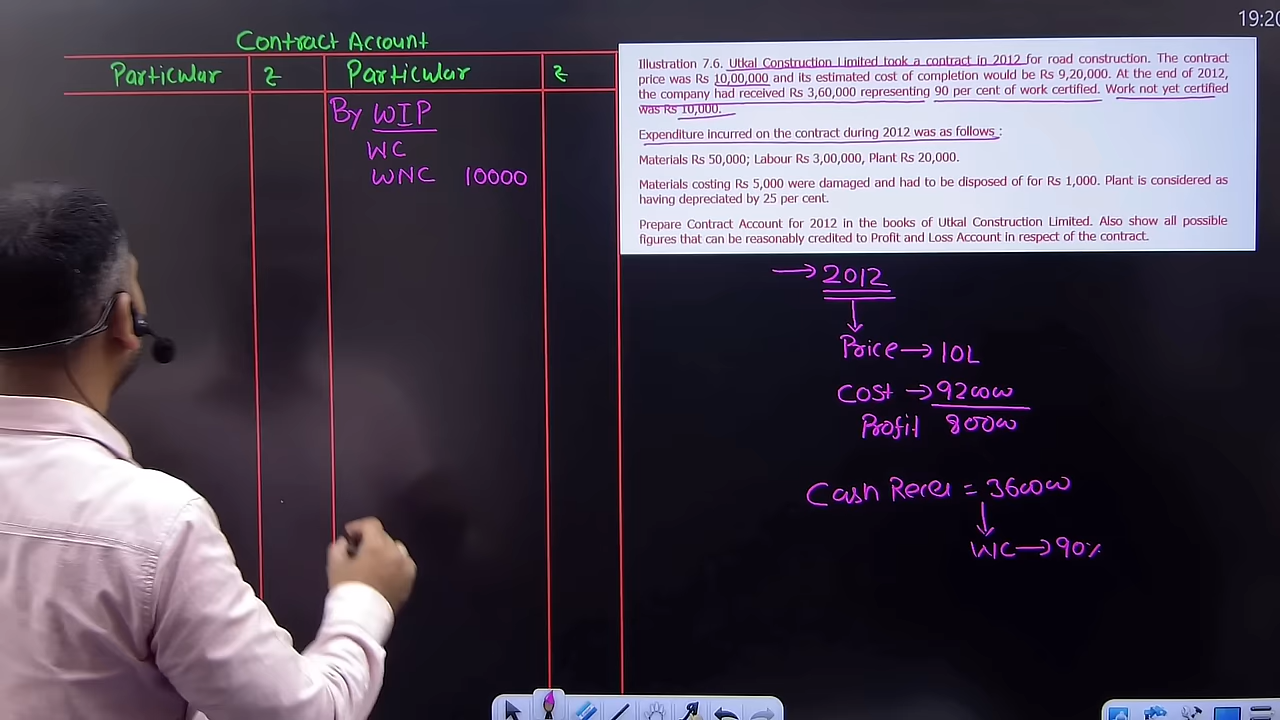 19:20
Contract Account
Particular ₹ Particular ₹
By WIP
WC
WNC 10000
Illustration 7.6. Utkal Construction Limited took a contract in 2012 for road construction. The contract
price was Rs 10,00,000 and its estimated cost of completion would be Rs 9,20,000. At the end of 2012,
the company had received Rs 3,60,000 representing 90 per cent of work certified. Work not yet certified
was Rs 10,000.
Expenditure incurred on the contract during 2012 was as follows :
Materials Rs 50,000; Labour Rs 3,00,000, Plant Rs 20,000.
Materials costing Rs 5,000 were damaged and had to be disposed of for Rs 1,000. Plant is considered as
having depreciated by 25 per cent.
Prepare Contract Account for 2012 in the books of Utkal Construction Limited. Also show all possible
figures that can be reasonably credited to Profit and Loss Account in respect of the contract.
→ 2012
Price → 10L
Cost → 920000
Profit 80000
Cash Recei = 360000
WC → 90%